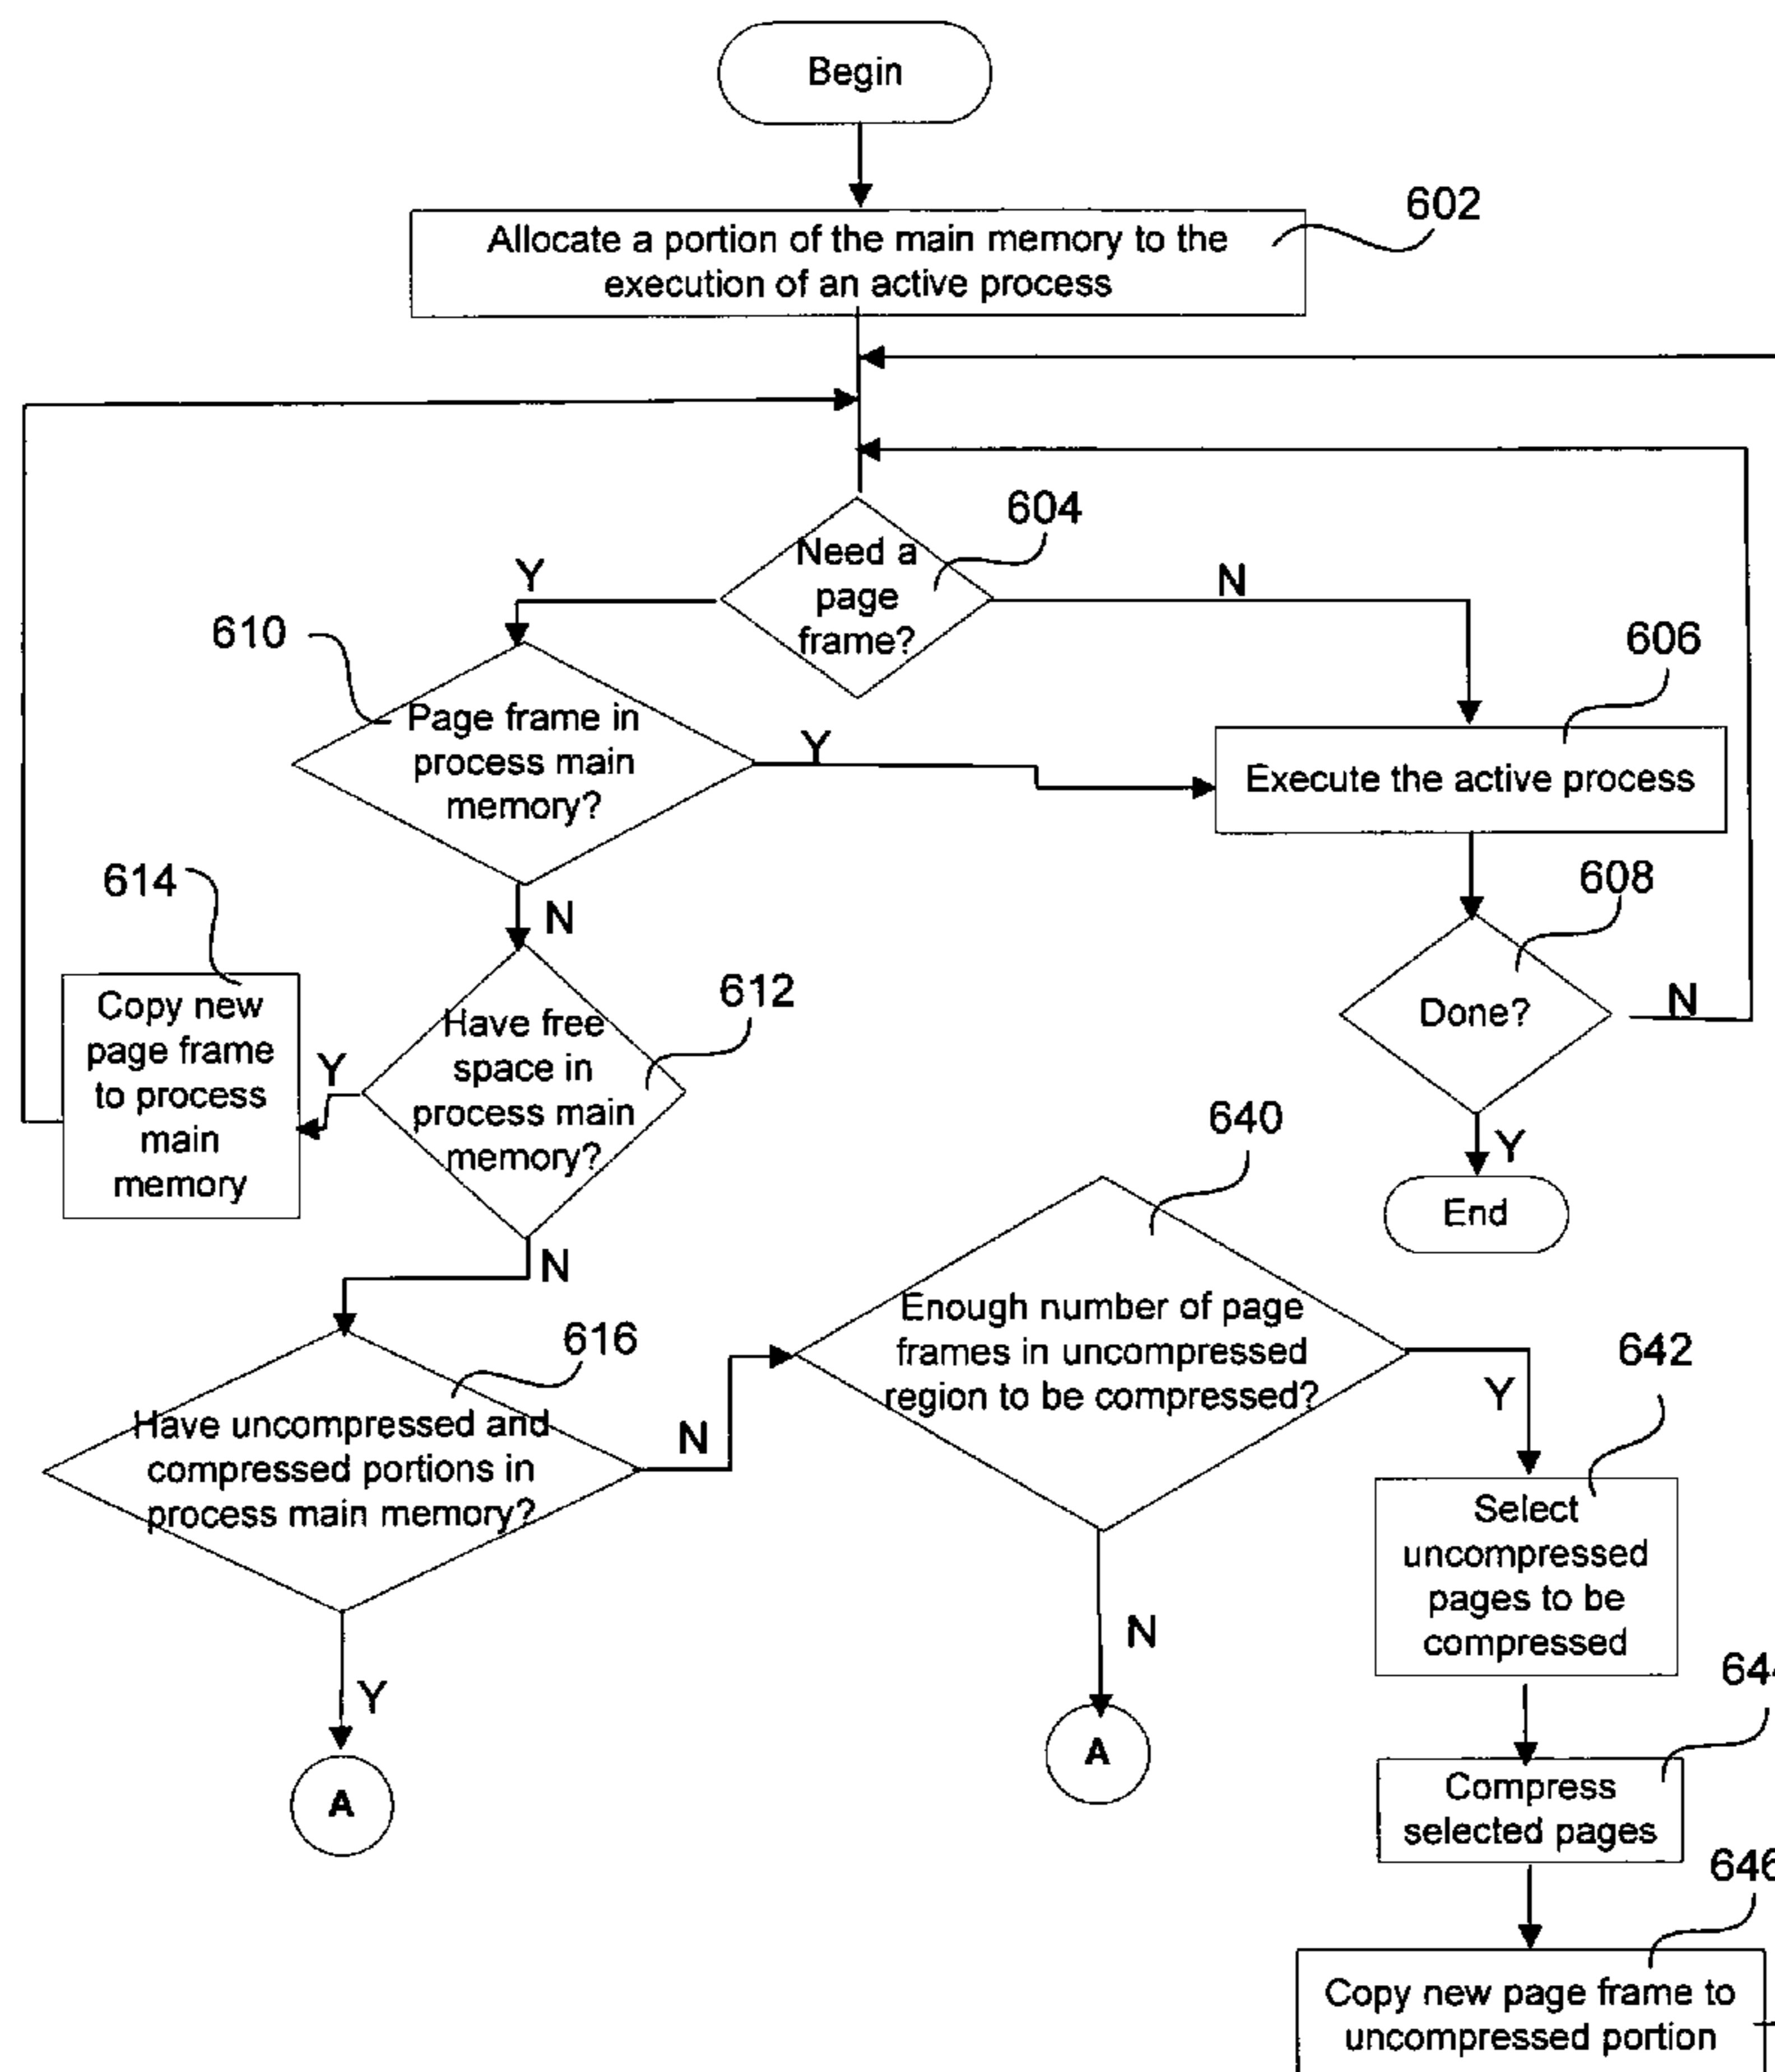 Begin
602
Allocate a portion of the main memory to the
execution of an active process
604
Need a
page
frame?
Y
N
610
606
Page frame in
process main
memory?
Y
Execute the active process
614
N
608
Copy new
page frame
to process
main
memory
612
Have free
space in
process main
memory?
Y
Done?
N
Y
End
N
640
Enough number of page
frames in uncompressed
region to be compressed?
616
Have uncompressed and
compressed portions in
process main memory?
N
Y
642
Select
uncompressed
pages to be
compressed
N
Y
A
A
644
Compress
selected pages
646
Copy new page frame to
uncompressed portion